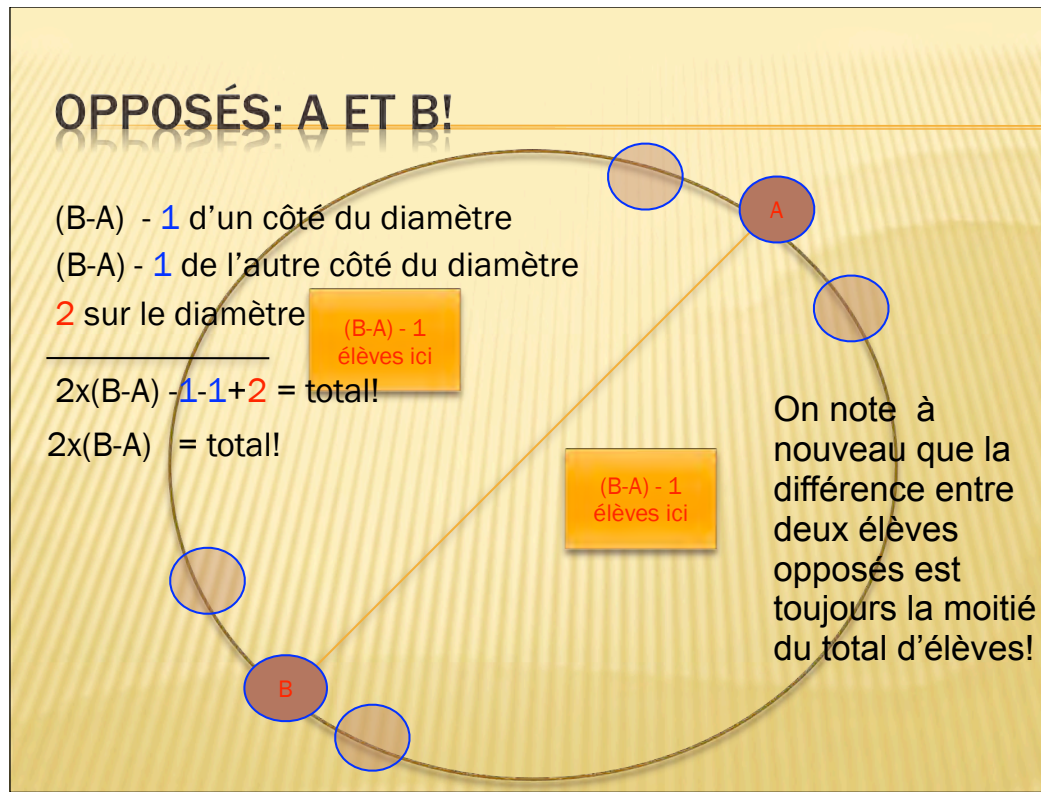 OPPOSÉS: A ET B!
(B-A) - 1 d’un côté du diamètre
(B-A) - 1 de l’autre côté du diamètre
2 sur le diamètre
2x(B-A) -1-1+2 = total!
2x(B-A) = total!
(B-A) - 1
élèves ici
A
(B-A) - 1
élèves ici
B
On note à
nouveau que la
différence entre
deux élèves
opposés est
toujours la moitié
du total d’élèves!